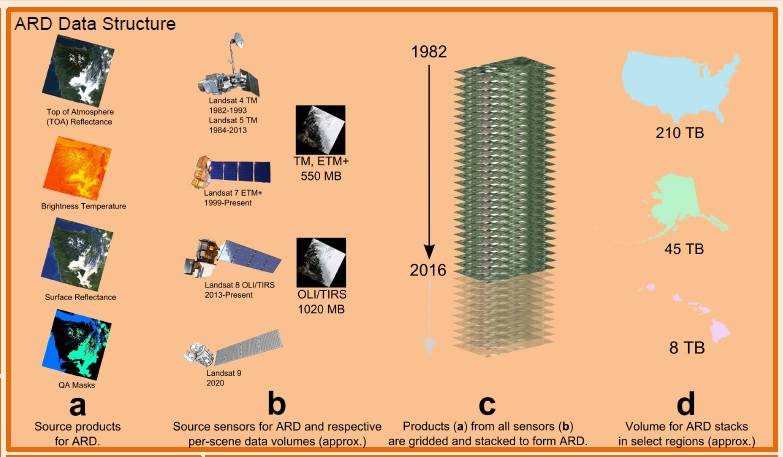 ARD Data Structure
Top of Atmosphere
(TOA) Reflectance
Brightness Temperature
Surface Reflectance
QA Masks
a
Source products
for ARD.
Landsat 4 TM
1982-1993
Landsat 5 TM
1984-2013
TM, ETM+
550 MB
Landsat 7 ETM+
1999-Present
Landsat 8 OLI/TIRS
2013-Present
OLI/TIRS
1020 MB
Landsat 9
2020
b
Source sensors for ARD and respective
per-scene data volumes (approx.)
1982
2016
c
Products (a) from all sensors (b)
are gridded and stacked to form ARD.
210 TB
45 TB
8 TB
d
Volume for ARD stacks
in select regions (approx.)